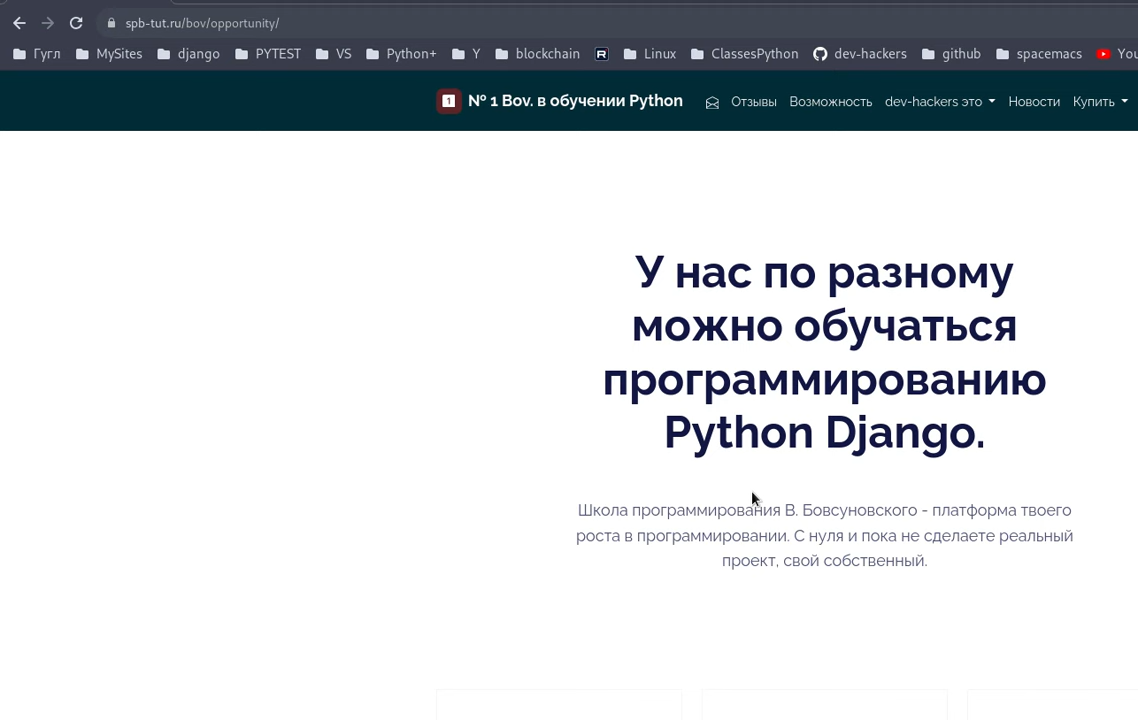 spb-tut.ru/bov/opportunity/
Гугл MySites django PYTEST VS Python+ Y blockchain R Linux ClassesPython dev-hackers github spacemacs You
1 № 1 Bov. в обучении Python Отзывы Возможность dev-hackers это Новости Купить
У нас по разному
можно обучаться
программированию
Python Django.
Школа программирования В. Бовсуновского - платформа твоего
роста в программировании. С нуля и пока не сделаете реальный
проект, свой собственный.